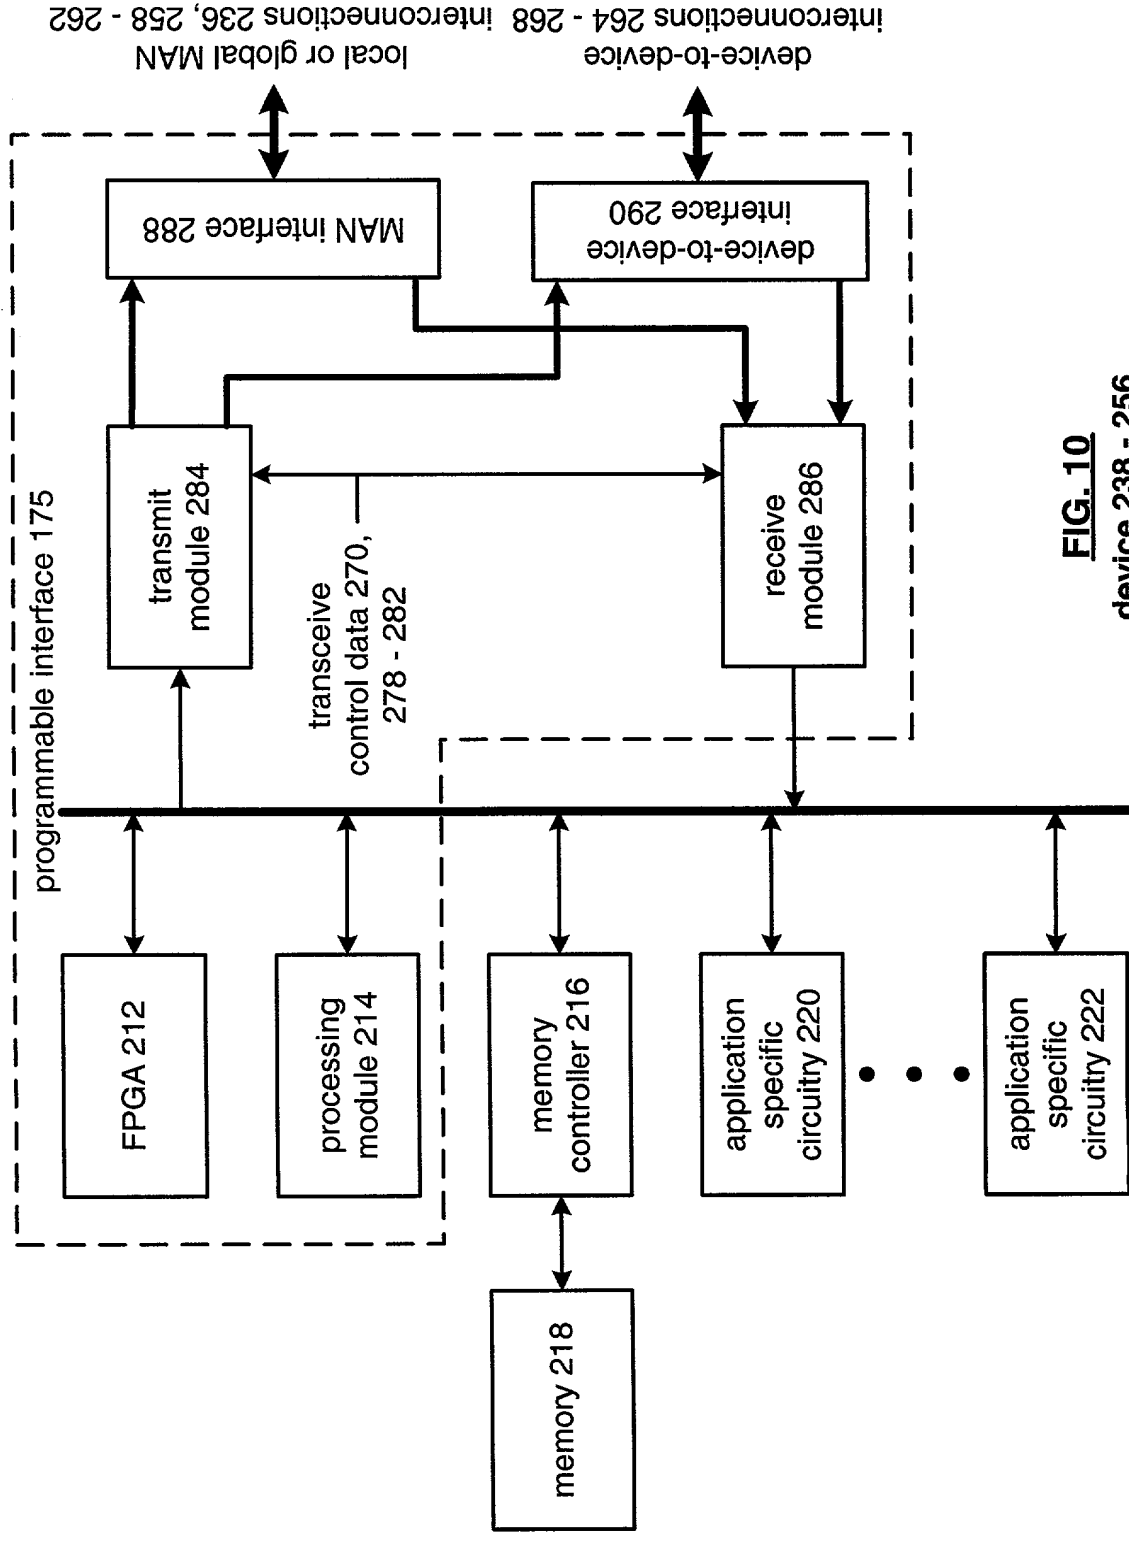 programmable interface 175
FPGA 212
processing
module 214
memory
controller 216
memory 218
application
specific
circuitry 220
application
specific
circuitry 222
transmit
module 284
transceive
control data 270,
278 - 282
receive
module 286
MAN interface 288
device-to-device
interface 290
local or global MAN
interconnections 236, 258 - 262
device-to-device
interconnections 264 - 268
FIG. 10
device 238 - 256